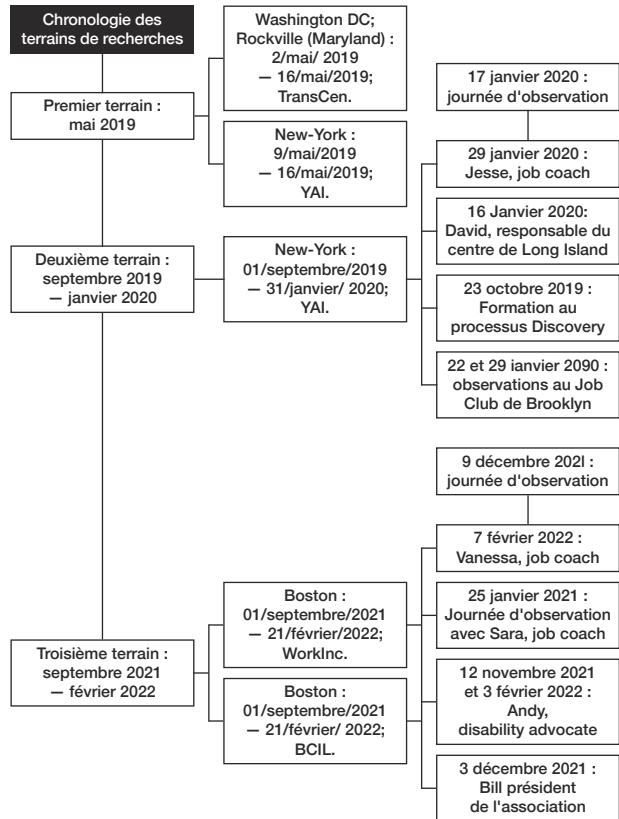 Chronologie des
terrains de recherches
Premier terrain :
mai 2019
Washington DC;
Rockville (Maryland) :
2/mai/ 2019
— 16/mai/2019;
TransCen.
New-York :
9/mai/2019
— 16/mai/2019;
YAI.
Deuxième terrain :
septembre 2019
— janvier 2020
New-York :
01/septembre/2019
— 31/janvier/ 2020;
YAI.
17 janvier 2020 :
journée d'observation
29 janvier 2020 :
Jesse, job coach
16 Janvier 2020:
David, responsable du
centre de Long Island
23 octobre 2019 :
Formation au
processus Discovery
22 et 29 ianvier 2090 :
observations au Job
Club de Brooklyn
Troisième terrain :
septembre 2021
— février 2022
Boston :
01/septembre/2021
— 21/février/2022;
WorkInc.
Boston :
01/septembre/2021
— 21/février/ 2022;
BCIL.
9 décembre 202l :
journée d'observation
7 février 2022 :
Vanessa, job coach
25 janvier 2021 :
Journée d'observation
avec Sara, job coach
12 novembre 2021
et 3 février 2022 :
Andy,
disability advocate
3 décembre 2021 :
Bill président
de l'association